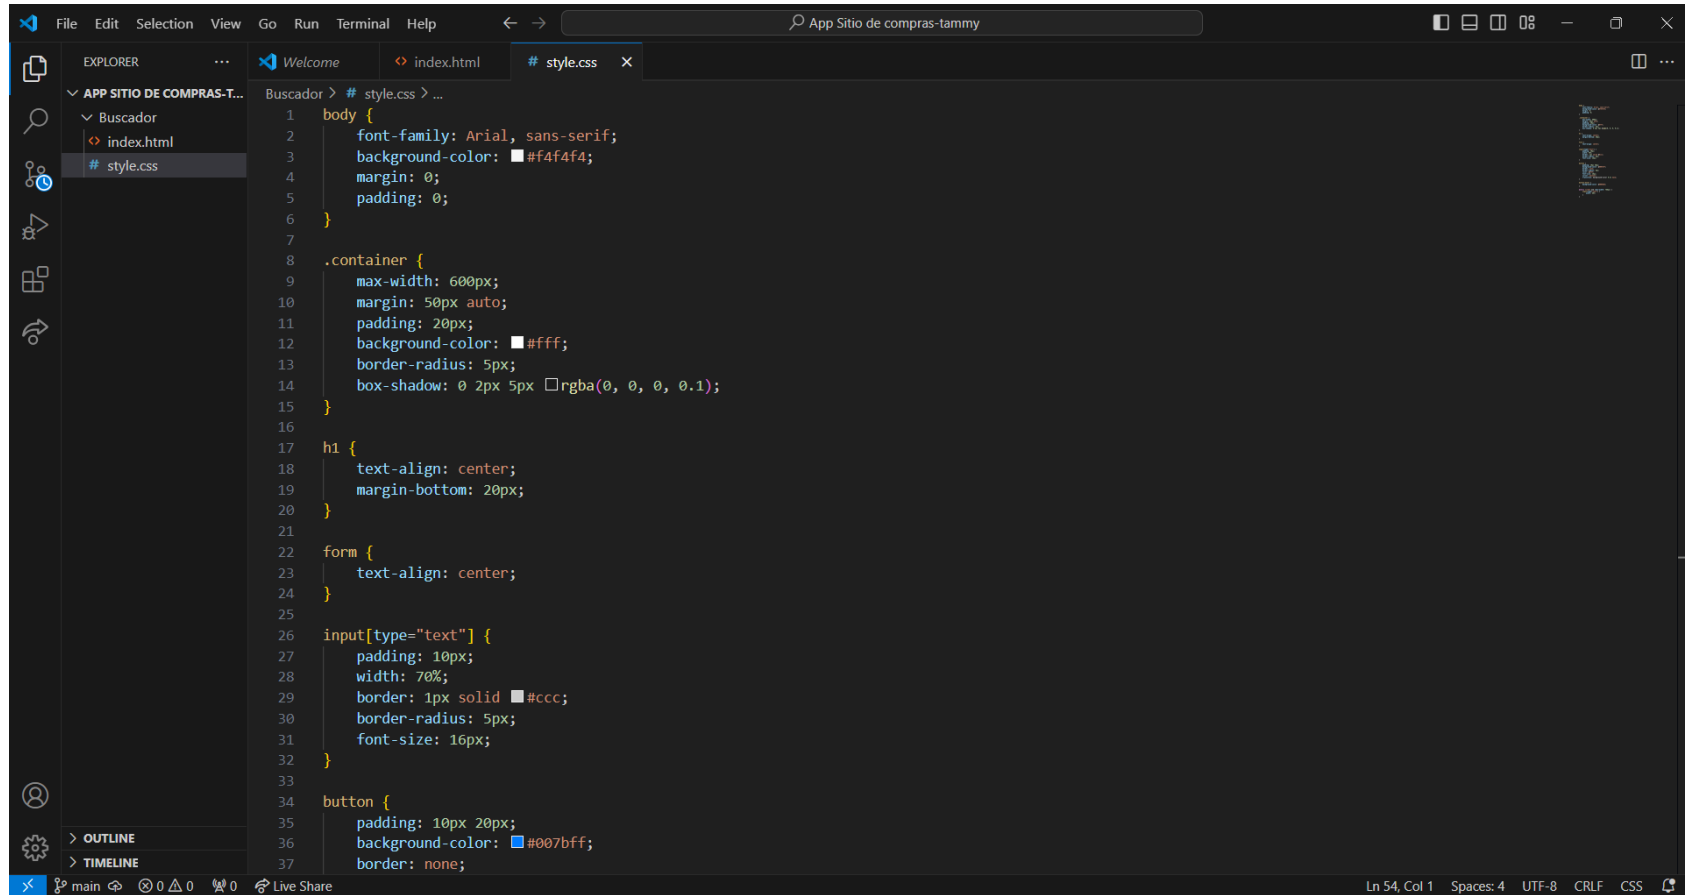 File Edit Selection View Go Run Terminal Help App Sitio de compras-tammy
EXPLORER
Welcome
index.html
style.css
APP SITIO DE COMPRAS-T...
Buscador
index.html
style.css
OUTLINE
TIMELINE
Buscador > style.css > ...
1 body {
2 font-family: Arial, sans-serif;
3 background-color: #f4f4f4;
4 margin: 0;
5 padding: 0;
6 }
7
8 .container {
9 max-width: 600px;
10 margin: 50px auto;
11 padding: 20px;
12 background-color: #fff;
13 border-radius: 5px;
14 box-shadow: 0 2px 5px rgba(0, 0, 0, 0.1);
15 }
16
17 h1 {
18 text-align: center;
19 margin-bottom: 20px;
20 }
21
22 form {
23 text-align: center;
24 }
25
26 input[type="text"] {
27 padding: 10px;
28 width: 70%;
29 border: 1px solid #ccc;
30 border-radius: 5px;
31 font-size: 16px;
32 }
33
34 button {
35 padding: 10px 20px;
36 background-color: #007bff;
37 border: none;
main 0 0 0 Live Share Ln 54, Col 1 Spaces: 4 UTF-8 CRLF CSS